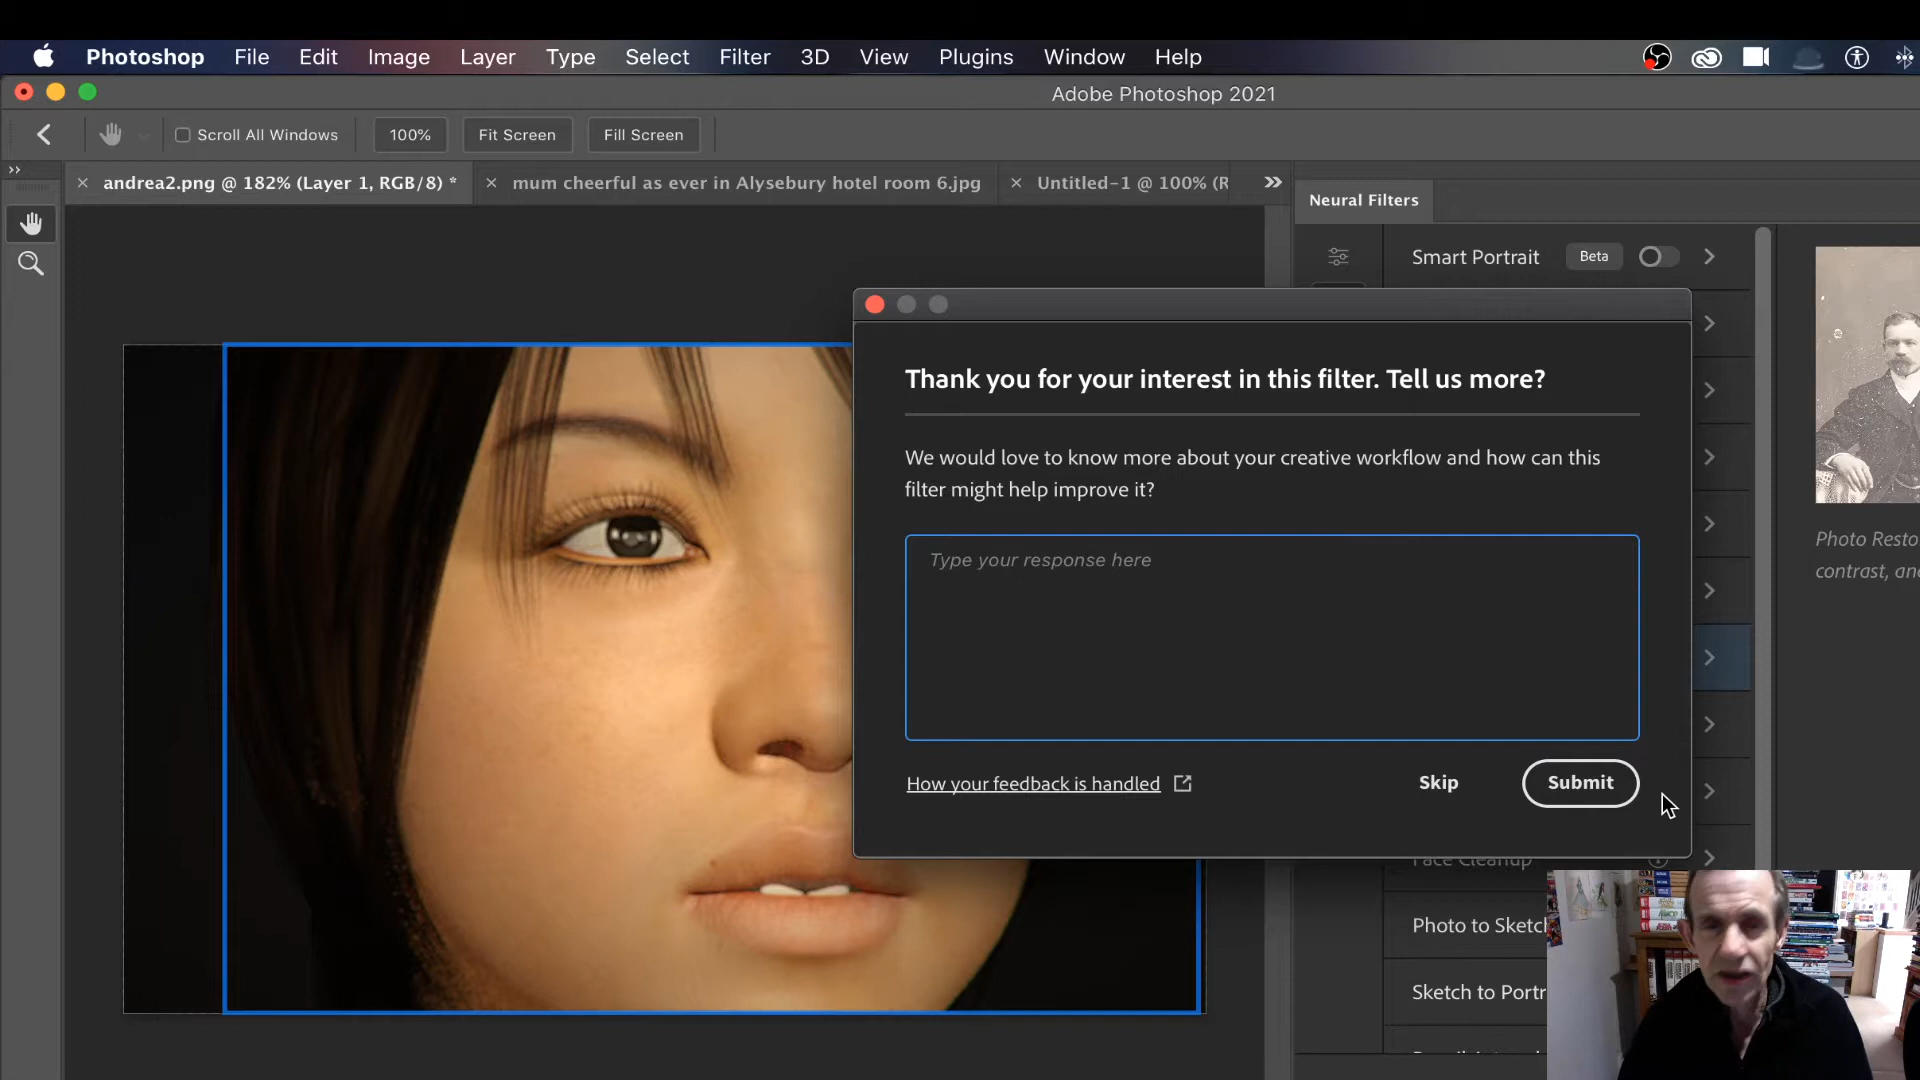 Photoshop File Edit Image Layer Type Select Filter 3D View Plugins Window Help
Adobe Photoshop 2021
Scroll All Windows 100% Fit Screen Fill Screen
andrea2.png @ 182% (Layer 1, RGB/8) * mum cheerful as ever in Alysebury hotel room 6.jpg Untitled-1 @ 100% (R
Neural Filters
Smart Portrait Beta
Thank you for your interest in this filter. Tell us more?
We would love to know more about your creative workflow and how can this
filter might help improve it?
Type your response here
Photo Resto
contrast, and
How your feedback is handled Skip Submit
Face Cleanup
Photo to Sketch
Sketch to Portr